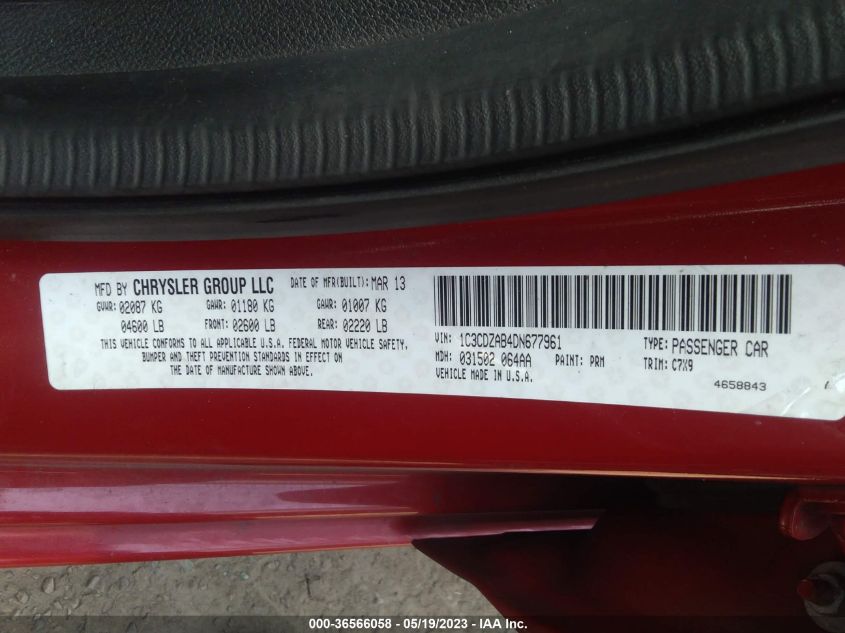 MFD BY CHRYSLER GROUP LLC DATE OF MFR(BUILT): MAR 13
GVWR: 02087 KG GAWR: 01180 KG GAWR: 01007 KG
04600 LB FRONT: 02600 LB REAR: 02220 LB
THIS VEHICLE CONFORMS TO ALL APPLICABLE U.S.A. FEDERAL MOTOR VEHICLE SAFETY,
BUMPER AND THEFT PREVENTION STANDARDS IN EFFECT ON
THE DATE OF MANUFACTURE SHOWN ABOVE.
VIN: 1C3CDZAB4DN677961 TYPE: PASSENGER CAR
MDH: 031502 064AA PAINT: PRM TRIM: C7X9
VEHICLE MADE IN U.S.A.
4658843
000-36566058 - 05/19/2023 - IAA Inc.